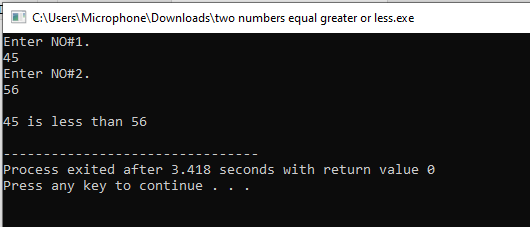 C:\Users\Microphone\Downloads\two numbers equal greater or less.exe
Enter NO#1.
45
Enter NO#2.
56
45 is less than 56
--------------------------------
Process exited after 3.418 seconds with return value 0
Press any key to continue . . .